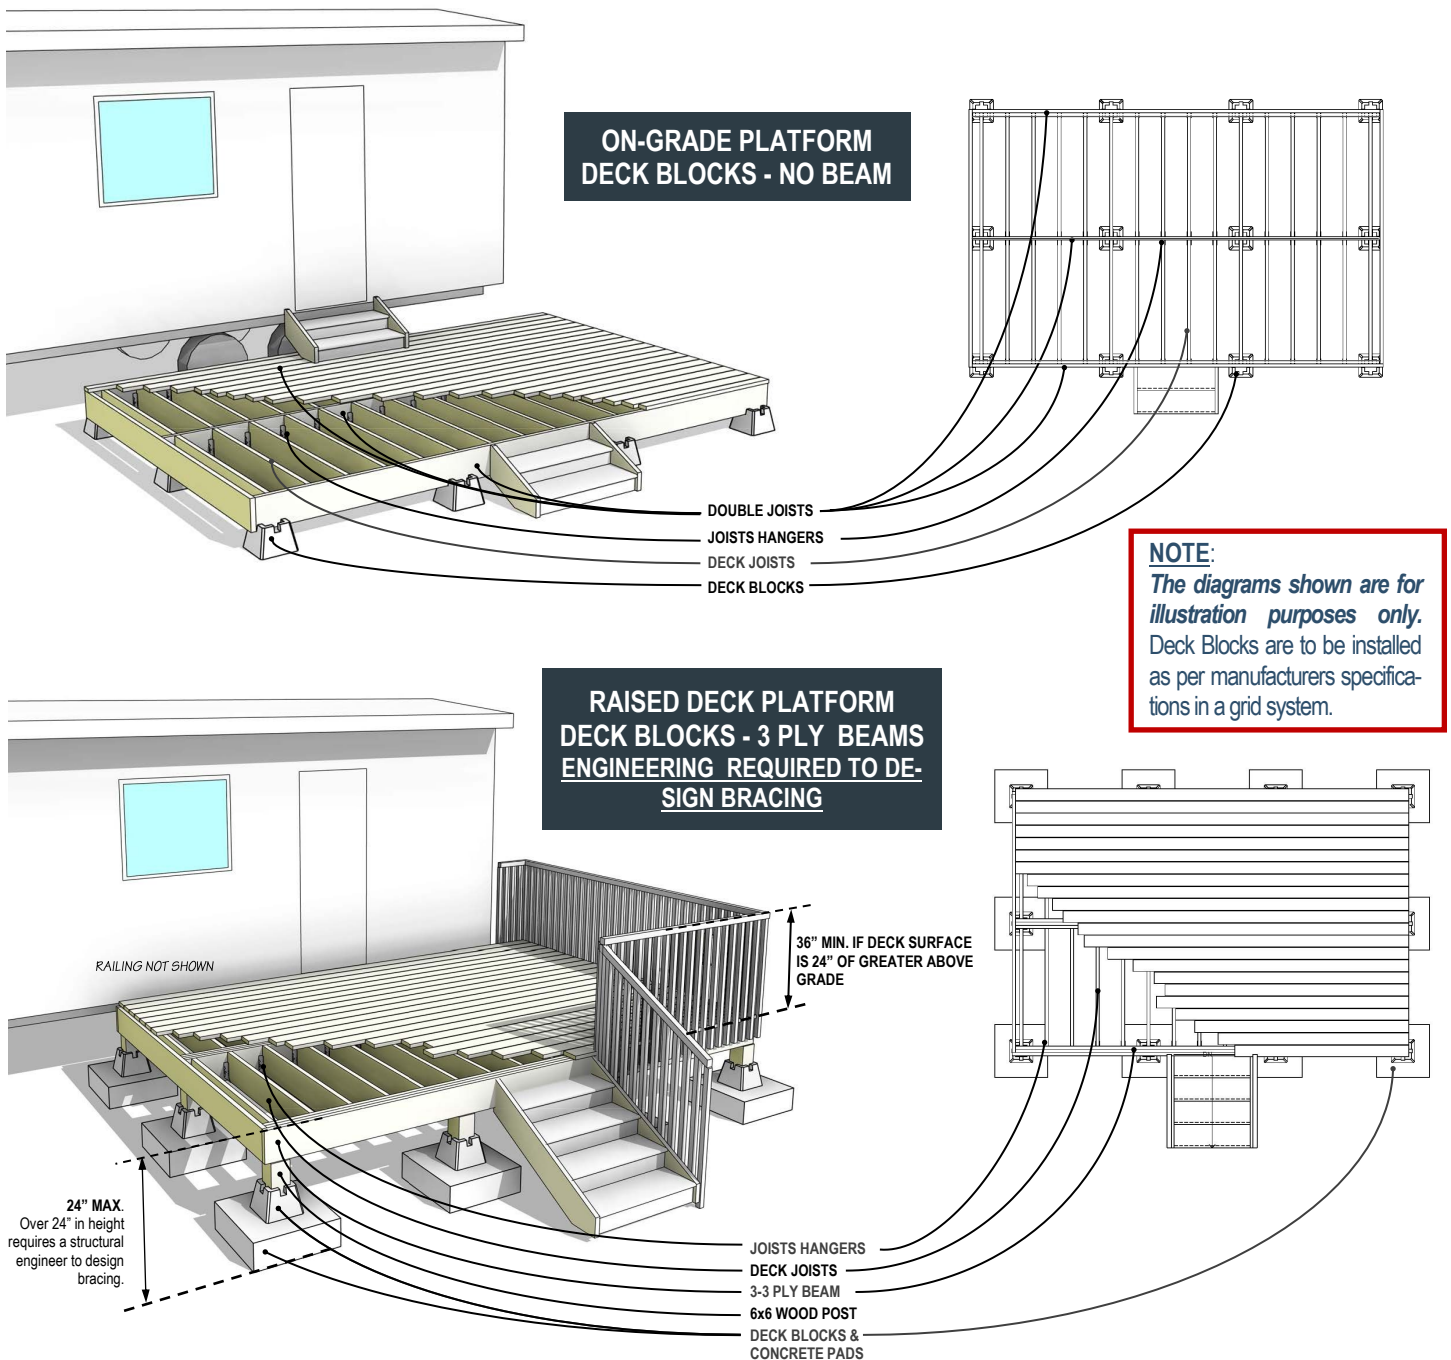 ON-GRADE PLATFORM
DECK BLOCKS - NO BEAM
DOUBLE JOISTS
JOISTS HANGERS
DECK JOISTS
DECK BLOCKS
NOTE:
The diagrams shown are for
illustration purposes only.
Deck Blocks are to be installed
as per manufacturers specifica-
tions in a grid system.
RAISED DECK PLATFORM
DECK BLOCKS - 3 PLY BEAMS
ENGINEERING REQUIRED TO DE-
SIGN BRACING
36” MIN. IF DECK SURFACE
IS 24” OF GREATER ABOVE
GRADE
RAILING NOT SHOWN
DN
24” MAX.
Over 24” in height
requires a structural
engineer to design
bracing.
JOISTS HANGERS
DECK JOISTS
3-3 PLY BEAM
6x6 WOOD POST
DECK BLOCKS &
CONCRETE PADS